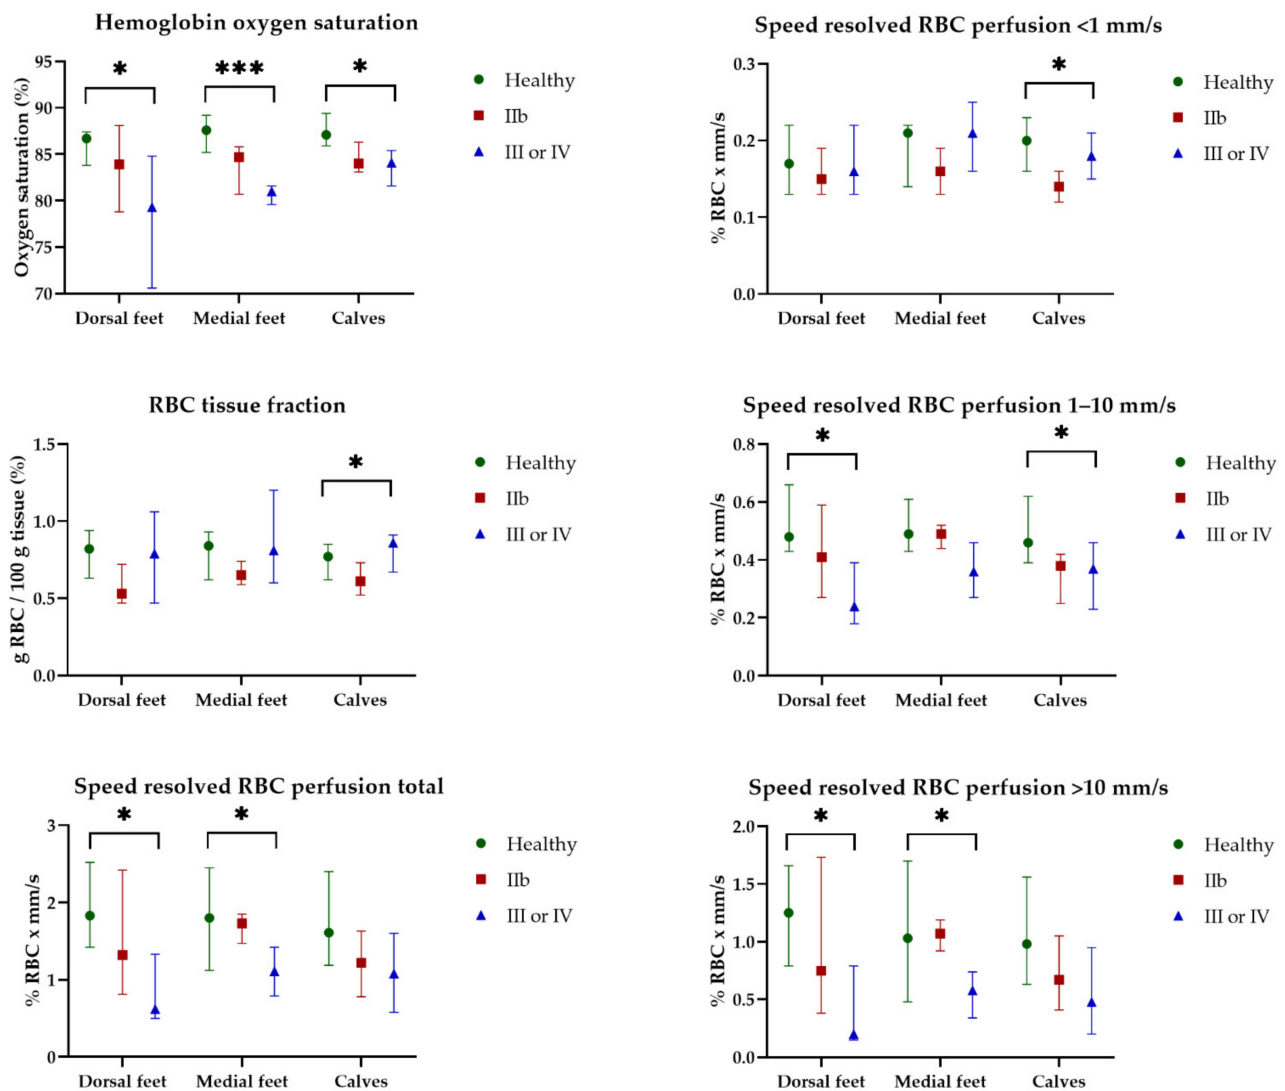 Hemoglobin oxygen saturation
Oxygen saturation (%)
95
90
85
80
75
70
*
***
*
Dorsal feet
Medial feet
Calves
Healthy
IIb
III or IV
Speed resolved RBC perfusion <1 mm/s
% RBC x mm/s
0.3
0.2
0.1
0.0
*
Dorsal feet
Medial feet
Calves
Healthy
IIb
III or IV
RBC tissue fraction
g RBC / 100 g tissue (%)
1.5
1.0
0.5
0.0
*
Dorsal feet
Medial feet
Calves
Healthy
IIb
III or IV
Speed resolved RBC perfusion 1–10 mm/s
% RBC x mm/s
0.8
0.6
0.4
0.2
0.0
*
*
Dorsal feet
Medial feet
Calves
Healthy
IIb
III or IV
Speed resolved RBC perfusion total
% RBC x mm/s
3
2
1
0
*
*
Dorsal feet
Medial feet
Calves
Healthy
IIb
III or IV
Speed resolved RBC perfusion >10 mm/s
% RBC x mm/s
2.0
1.5
1.0
0.5
0.0
*
*
Dorsal feet
Medial feet
Calves
Healthy
IIb
III or IV